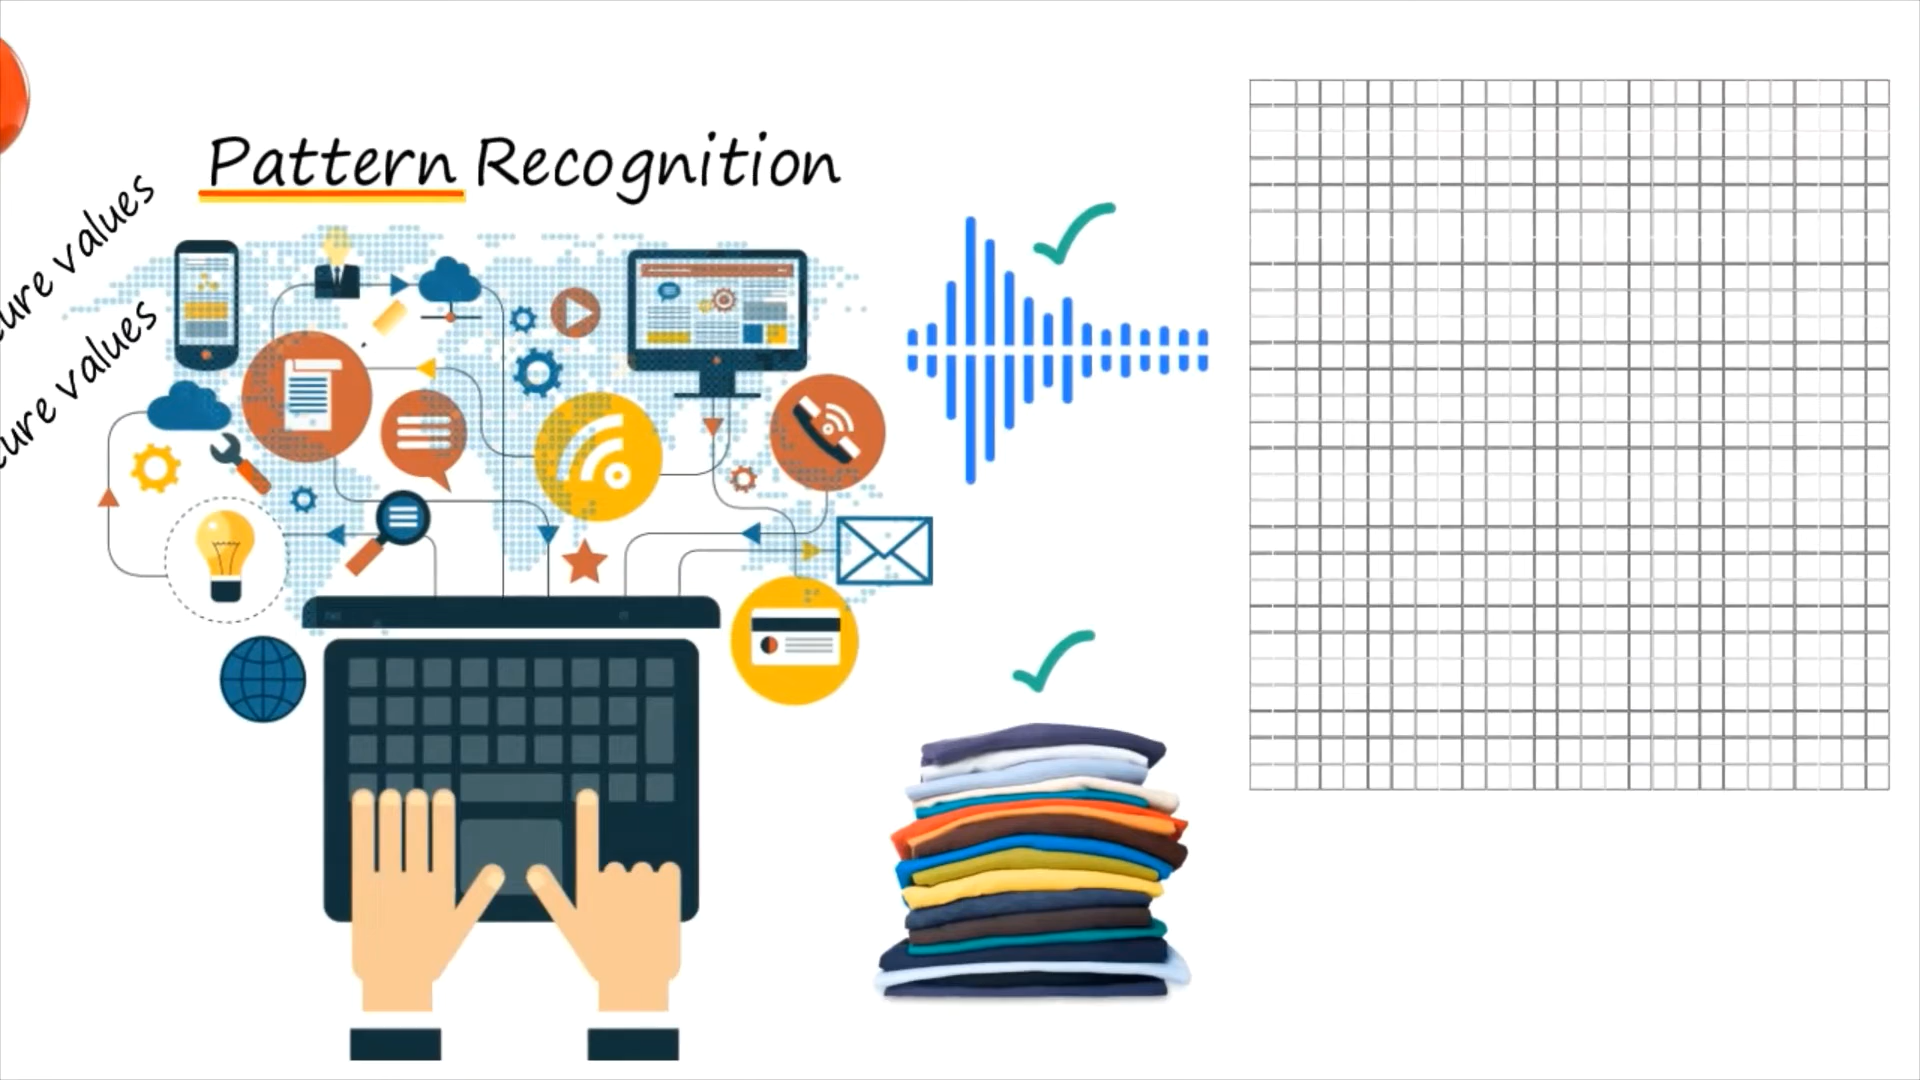 Pattern Recognition
ure values
ure values